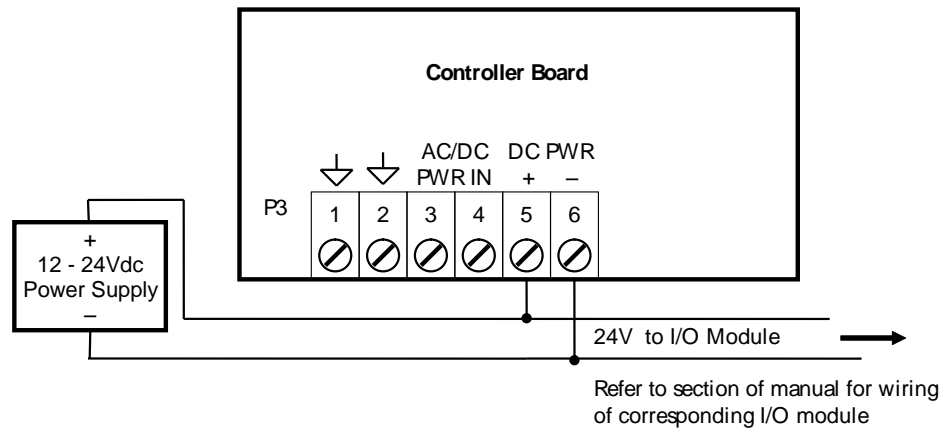 Controller Board
AC/DC DC PWR
PWR IN + –
P3 1 2 3 4 5 6
+
12 - 24Vdc
Power Supply
–
24V to I/O Module
Refer to section of manual for wiring
of corresponding I/O module